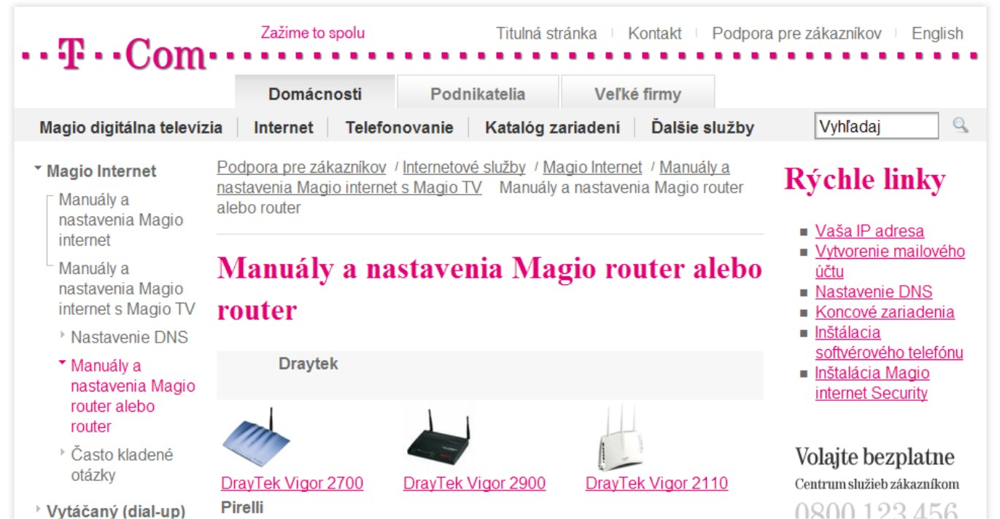 Zažime to spolu
Titulná stránka Kontakt Podpora pre zákazníkov English
T Com
Domácnosti Podnikatelia Veľké firmy
Magio digitálna televízia Internet Telefonovanie Katalóg zariadení Ďalšie služby Vyhľadaj
Magio Internet
Manuály a
nastavenia Magio
internet
Manuály a
nastavenia Magio
internet s Magio TV
Nastavenie DNS
Manuály a
nastavenia Magio
router alebo
router
Často kladené
otázky
Vytáčaný (dial-up)
Podpora pre zákazníkov / Internetové služby / Magio Internet / Manuály a
nastavenia Magio internet s Magio TV Manuály a nastavenia Magio router
alebo router
Manuály a nastavenia Magio router alebo
router
Draytek
DrayTek Vigor 2700 DrayTek Vigor 2900 DrayTek Vigor 2110
Pirelli
Rýchle linky
Vaša IP adresa
Vytvorenie mailového
účtu
Nastavenie DNS
Koncové zariadenia
Inštálacia
softvérového telefónu
Inštalácia Magio
internet Security
Volajte bezplatne
Centrum služieb zákazníkom
0800 123 456